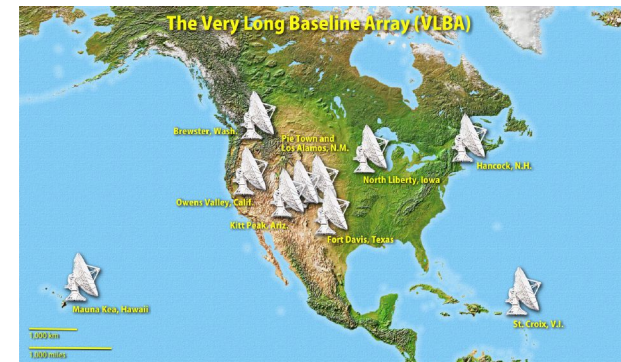 The Very Long Baseline Array (VLBA)
Brewster, Wash.
Pie Town and
Los Alamos, N.M.
Hancock, N.H.
North Liberty, Iowa
Owens Valley, Calif.
Kitt Peak, Ariz.
Fort Davis, Texas
Mauna Kea, Hawaii
St. Croix, V.I.
1,000 km
1,000 miles